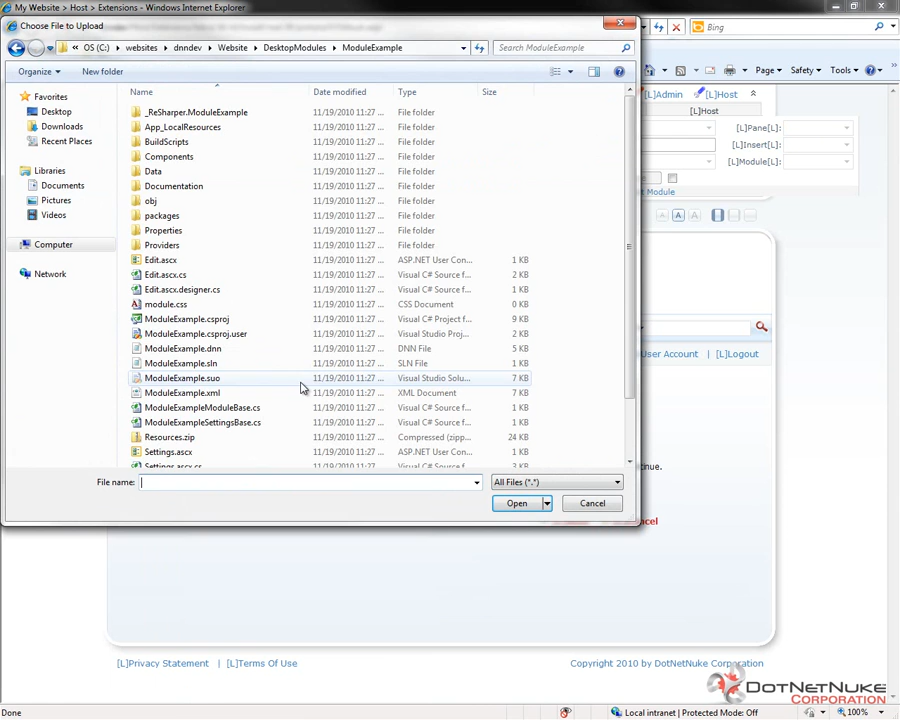 My Website > Host > Extensions - Windows Internet Explorer
Choose File to Upload
« OS (C:) websites dnndev Website DesktopModules ModuleExample
Search ModuleExample
Bing
Organize
New folder
Page Safety Tools
Name Date modified Type Size
Favorites
Desktop
Downloads
Recent Places
Libraries
Documents
Pictures
Videos
Computer
Network
_ReSharper.ModuleExample 11/19/2010 11:27 ... File folder
App_LocalResources 11/19/2010 11:27 ... File folder
BuildScripts 11/19/2010 11:27 ... File folder
Components 11/19/2010 11:27 ... File folder
Data 11/19/2010 11:27 ... File folder
Documentation 11/19/2010 11:27 ... File folder
obj 11/19/2010 11:27 ... File folder
packages 11/19/2010 11:27 ... File folder
Properties 11/19/2010 11:27 ... File folder
Providers 11/19/2010 11:27 ... File folder
Edit.ascx 11/19/2010 11:27 ... ASP.NET User Con... 1 KB
Edit.ascx.cs 11/19/2010 11:27 ... Visual C# Source f... 2 KB
Edit.ascx.designer.cs 11/19/2010 11:27 ... Visual C# Source f... 1 KB
module.css 11/19/2010 11:27 ... CSS Document 0 KB
ModuleExample.csproj 11/19/2010 11:27 ... Visual C# Project f... 9 KB
ModuleExample.csproj.user 11/19/2010 11:27 ... Visual Studio Proj... 2 KB
ModuleExample.dnn 11/19/2010 11:27 ... DNN File 5 KB
ModuleExample.sln 11/19/2010 11:27 ... SLN File 1 KB
ModuleExample.suo 11/19/2010 11:27 ... Visual Studio Solu... 7 KB
ModuleExample.xml 11/19/2010 11:27 ... XML Document 7 KB
ModuleExampleModuleBase.cs 11/19/2010 11:27 ... Visual C# Source f... 1 KB
ModuleExampleSettingsBase.cs 11/19/2010 11:27 ... Visual C# Source f... 1 KB
Resources.zip 11/19/2010 11:27 ... Compressed (zipp... 24 KB
Settings.ascx 11/19/2010 11:27 ... ASP.NET User Con... 1 KB
Settings.ascx.cs 11/19/2010 11:27 ... Visual C# Source f... 3 KB
File name:
All Files (*.*)
Open
Cancel
[L]Admin [L]Host
[L]Host
[L]Pane[L]:
[L]Insert[L]:
[L]Module[L]:
Module
A A A
User Account | [L]Logout
[L]Privacy Statement | [L]Terms Of Use
Copyright 2010 by DotNetNuke Corporation
DOTNETNUKE
CORPORATION
Done
Local intranet | Protected Mode: Off
100%